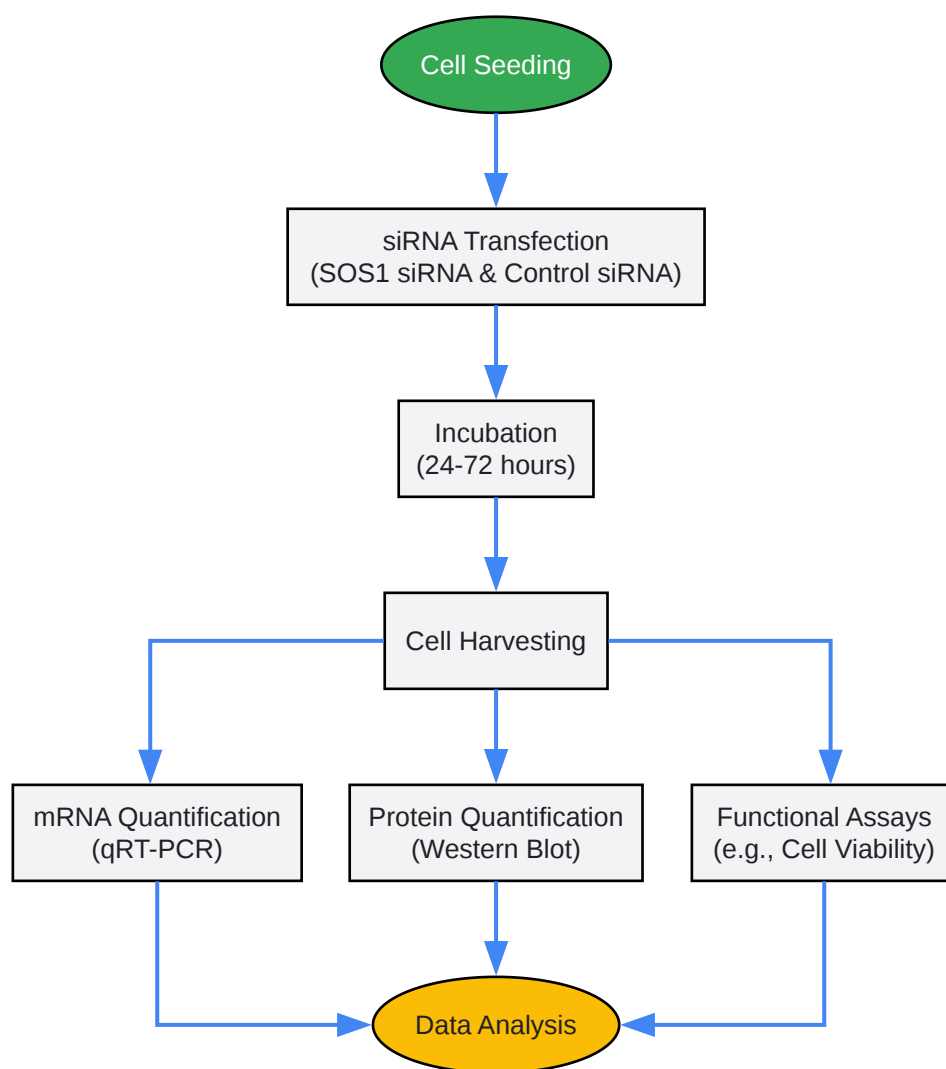 Cell Seeding
siRNA Transfection
(SOS1 siRNA & Control siRNA)
Incubation
(24-72 hours)
Cell Harvesting
mRNA Quantification
(qRT-PCR)
Protein Quantification
(Western Blot)
Functional Assays
(e.g., Cell Viability)
Data Analysis